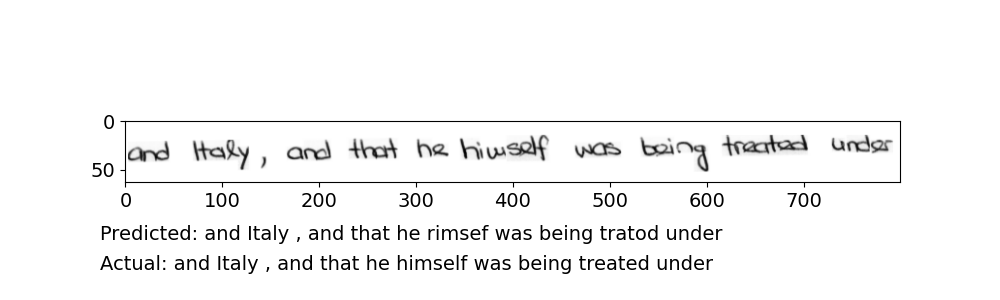 and Italy , and that he himself was being treated under
0
50
0 100 200 300 400 500 600 700
Predicted: and Italy , and that he rimsef was being tratod under
Actual: and Italy , and that he himself was being treated under